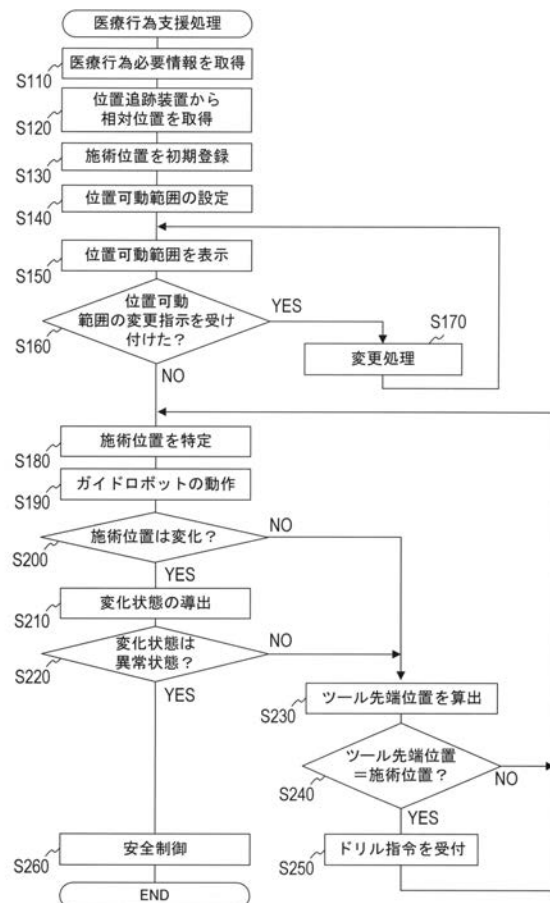 医療行為支援処理
医療行為必要情報を取得
S110
位置追跡装置から
相対位置を取得
S120
施術位置を初期登録
S130
位置可動範囲の設定
S140
位置可動範囲を表示
S150
位置可動
範囲の変更指示を受け
付けた?
YES
S160
NO
S170
変更処理
施術位置を特定
S180
ガイドロボットの動作
S190
施術位置は変化?
NO
S200
YES
変化状態の導出
S210
変化状態は
異常状態?
NO
S220
YES
ツール先端位置を算出
S230
ツール先端位置
=施術位置?
NO
S240
YES
ドリル指令を受付
S250
安全制御
S260
END